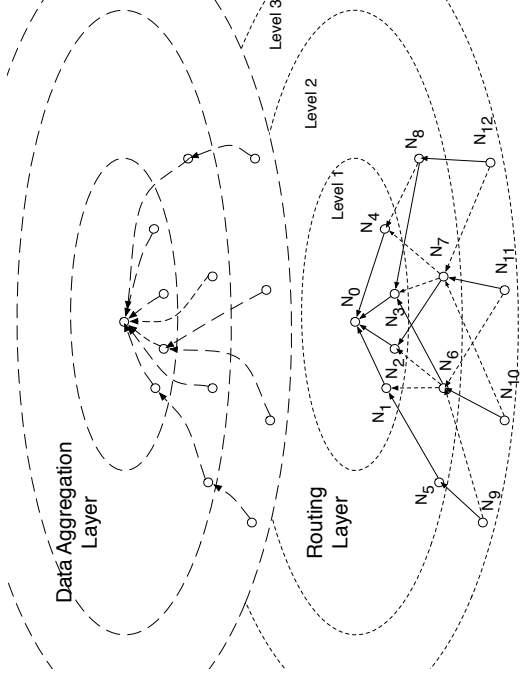 Data Aggregation
Layer
Level 3
Level 2
Level 1
Routing
Layer
N0
N4
N8
N3
N2
N1
N7
N6
N5
N12
N11
N10
N9